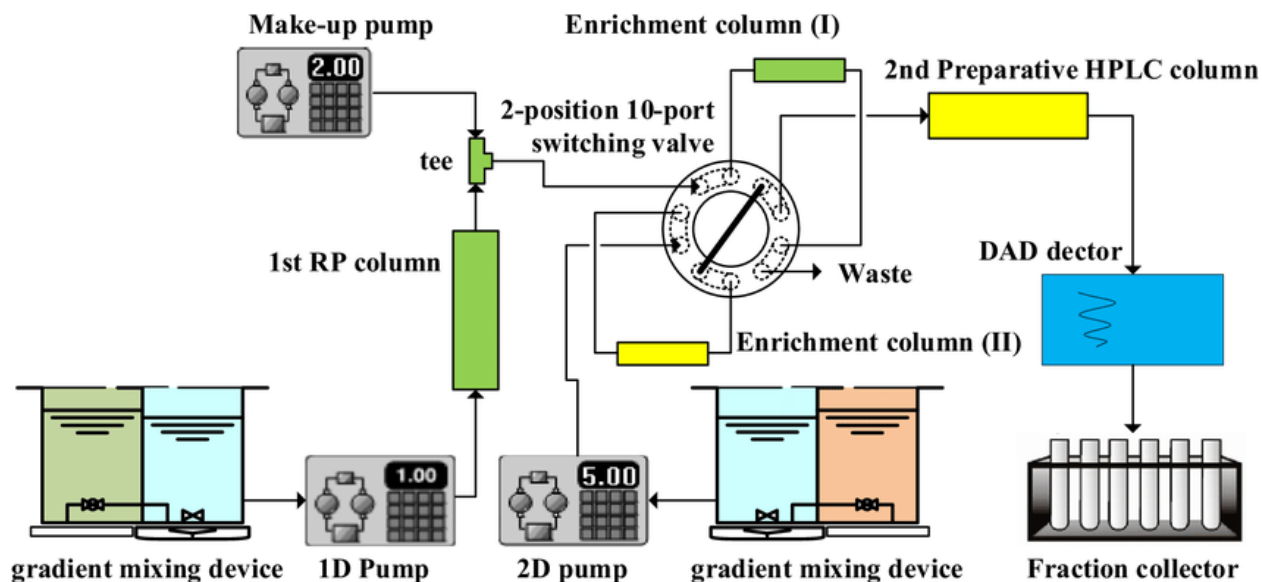 Make-up pump
Enrichment column (I)
2.00
2nd Preparative HPLC column
2-position 10-port
switching valve
tee
1st RP column
DAD dector
Waste
Enrichment column (II)
1.00
5.00
gradient mixing device
1D Pump
2D pump
gradient mixing device
Fraction collector